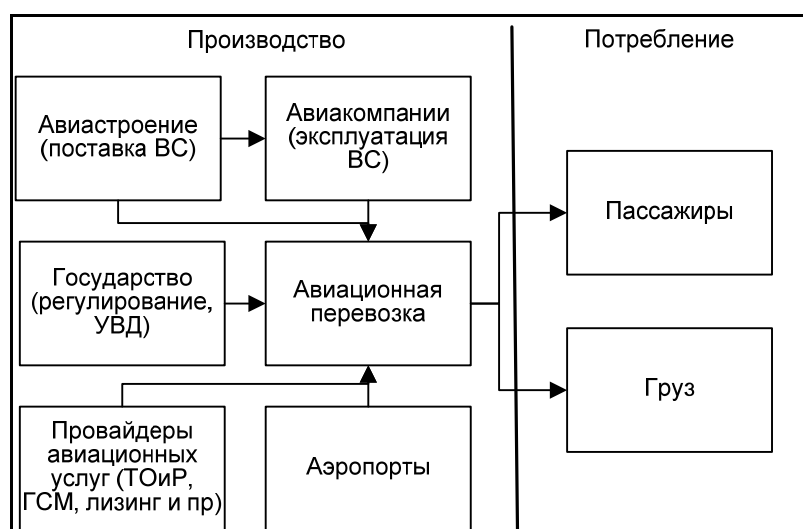 Производство
Потребление
Авиастроение
(поставка ВС)
Авиакомпании
(эксплуатация
ВС)
Пассажиры
Государство
(регулирование,
УВД)
Авиационная
перевозка
Груз
Провайдеры
авиационных
услуг (ТОиР,
ГСМ, лизинг и пр)
Аэропорты